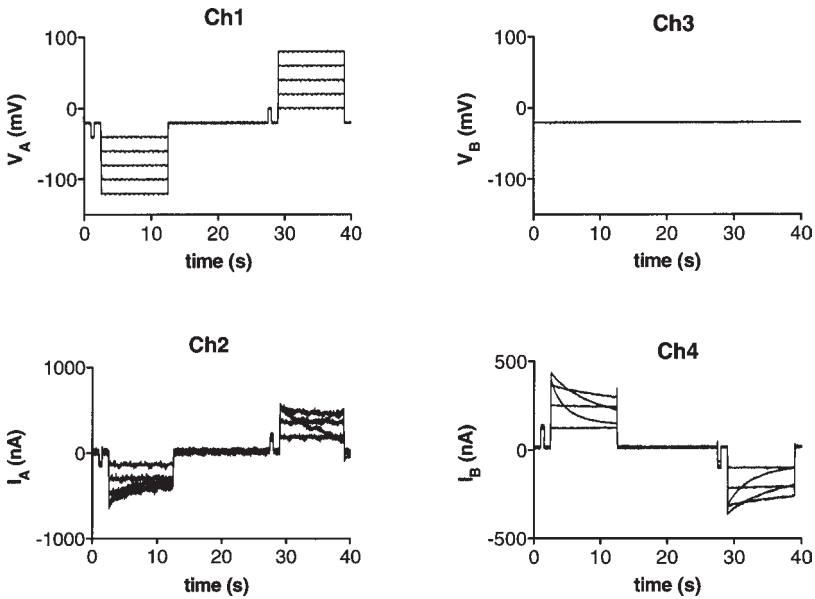 Ch1
100
0
-100
V_A (mV)
0 10 20 30 40
time (s)
Ch3
100
0
-100
V_B (mV)
0 10 20 30 40
time (s)
Ch2
1000
0
-1000
I_A (nA)
0 10 20 30 40
time (s)
Ch4
500
0
-500
I_B (nA)
0 10 20 30 40
time (s)